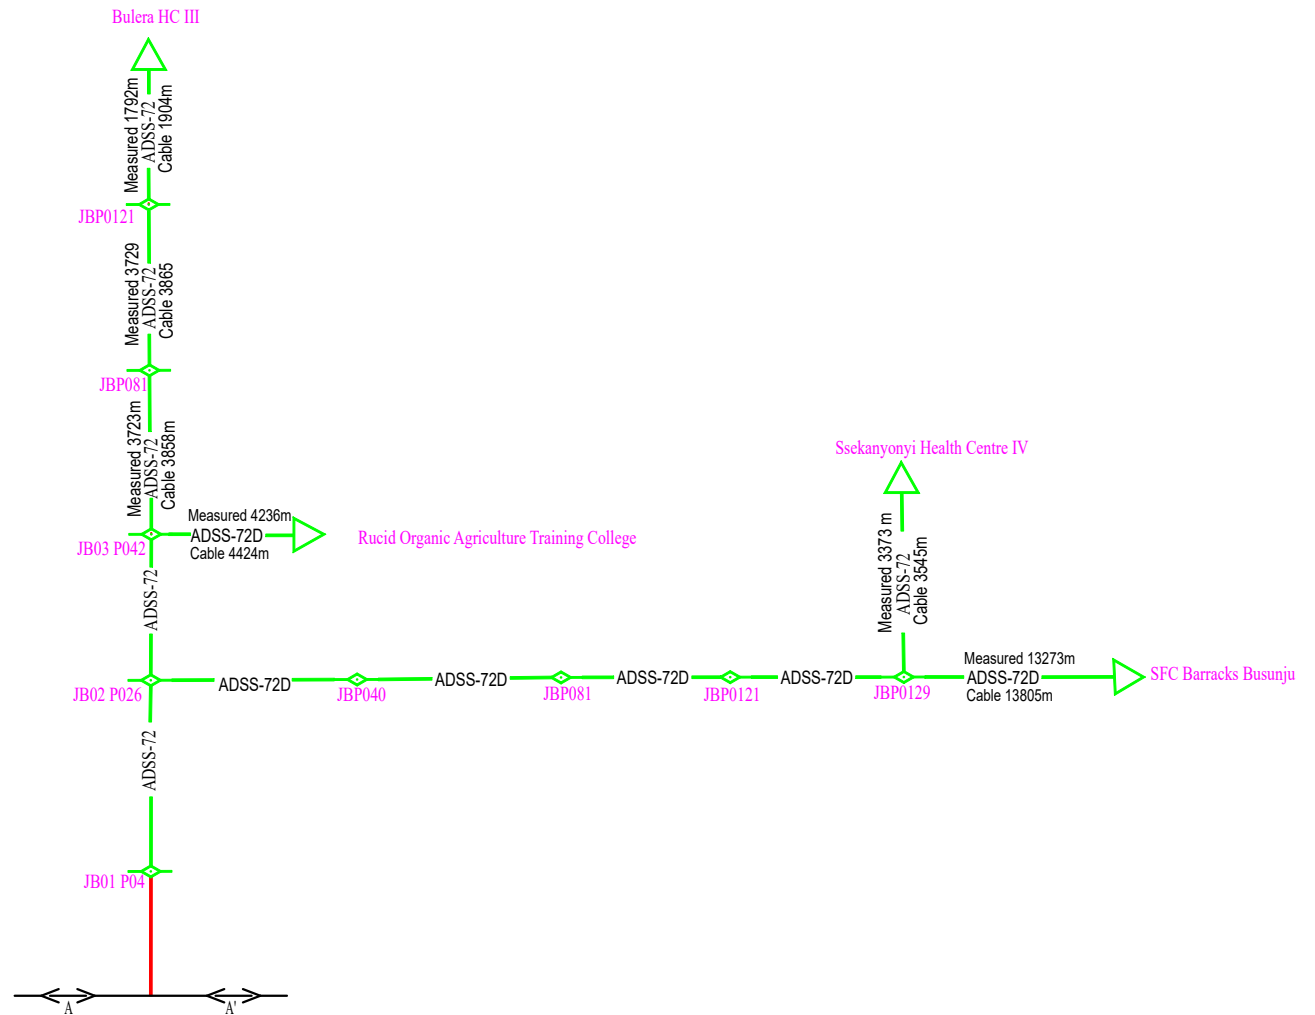 Bulera HC III
Measured 1792m
ADSS-72
Cable 1904m
JBP0121
Measured 3729
ADSS-72
Cable 3865
JBP081
Measured 3723m
ADSS-72
Cable 3858m
JB03 P042
Measured 4236m
ADSS-72D
Cable 4424m
Rucid Organic Agriculture Training College
Ssekanyonyi Health Centre IV
Measured 3373 m
ADSS-72
Cable 3545m
ADSS-72
JB02 P026
ADSS-72D
JBP040
ADSS-72D
JBP081
ADSS-72D
JBP0121
ADSS-72D
JBP0129
Measured 13273m
ADSS-72D
Cable 13805m
SFC Barracks Busunju
ADSS-72
JB01 P04
A
A'